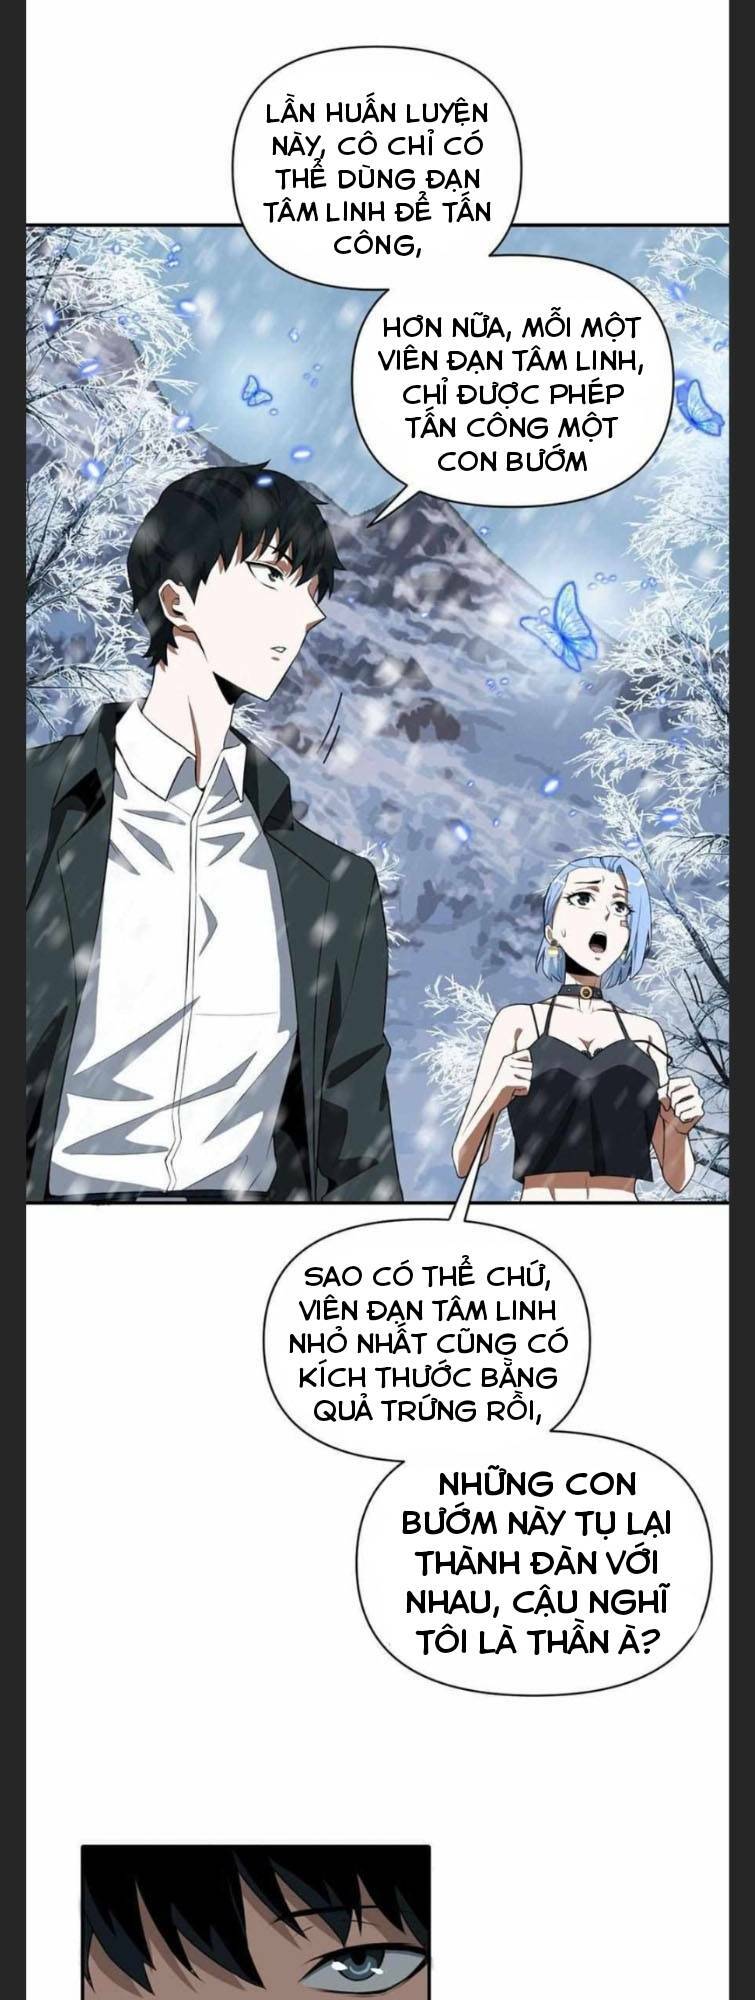 LẦN HUẤN LUYỆN
NÀY, CÔ CHỈ CÓ
THỂ DÙNG ĐẠN
TÂM LINH ĐỂ TẤN
CÔNG,
HƠN NỮA, MỖI MỘT
VIÊN ĐẠN TÂM LINH,
CHỈ ĐƯỢC PHÉP
TẤN CÔNG MỘT
CON BƯỚM
SAO CÓ THỂ CHỨ,
VIÊN ĐẠN TÂM LINH
NHỎ NHẤT CŨNG CÓ
KÍCH THƯỚC BẰNG
QUẢ TRỨNG RỒI,
NHỮNG CON
BƯỚM NÀY TỤ LẠI
THÀNH ĐÀN VỚI
NHAU, CẬU NGHĨ
TÔI LÀ THẦN À?